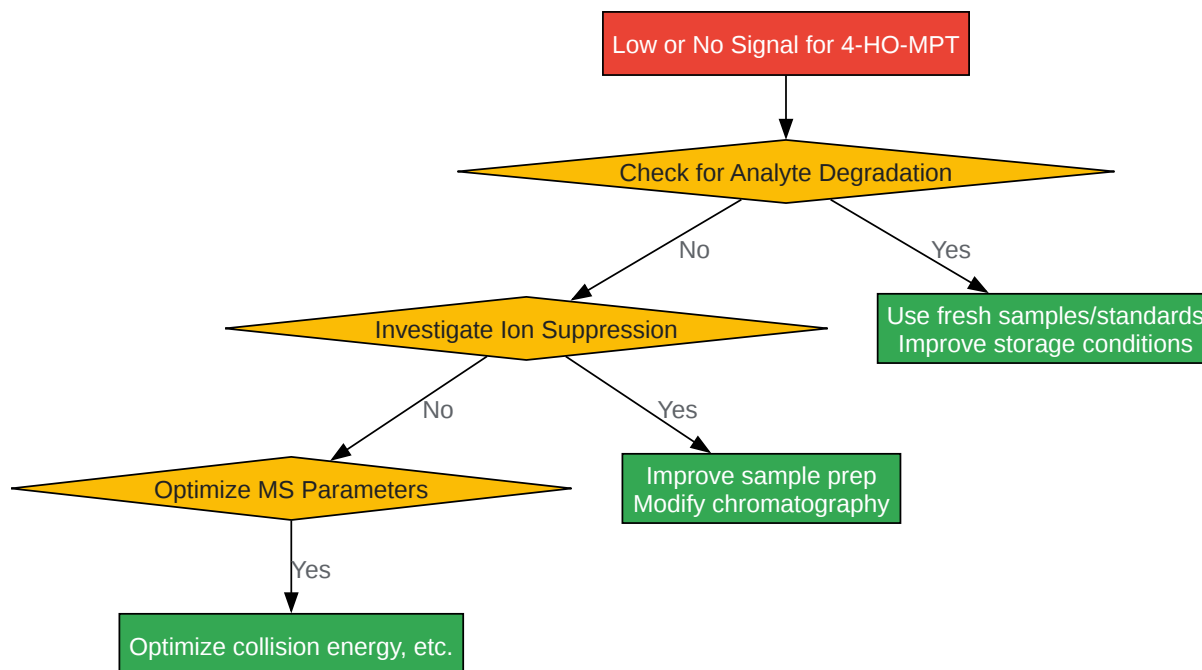 Low or No Signal for 4-HO-MPT
Check for Analyte Degradation
No
Yes
Investigate Ion Suppression
Use fresh samples/standards
Improve storage conditions
No
Yes
Optimize MS Parameters
Improve sample prep
Modify chromatography
Yes
Optimize collision energy, etc.